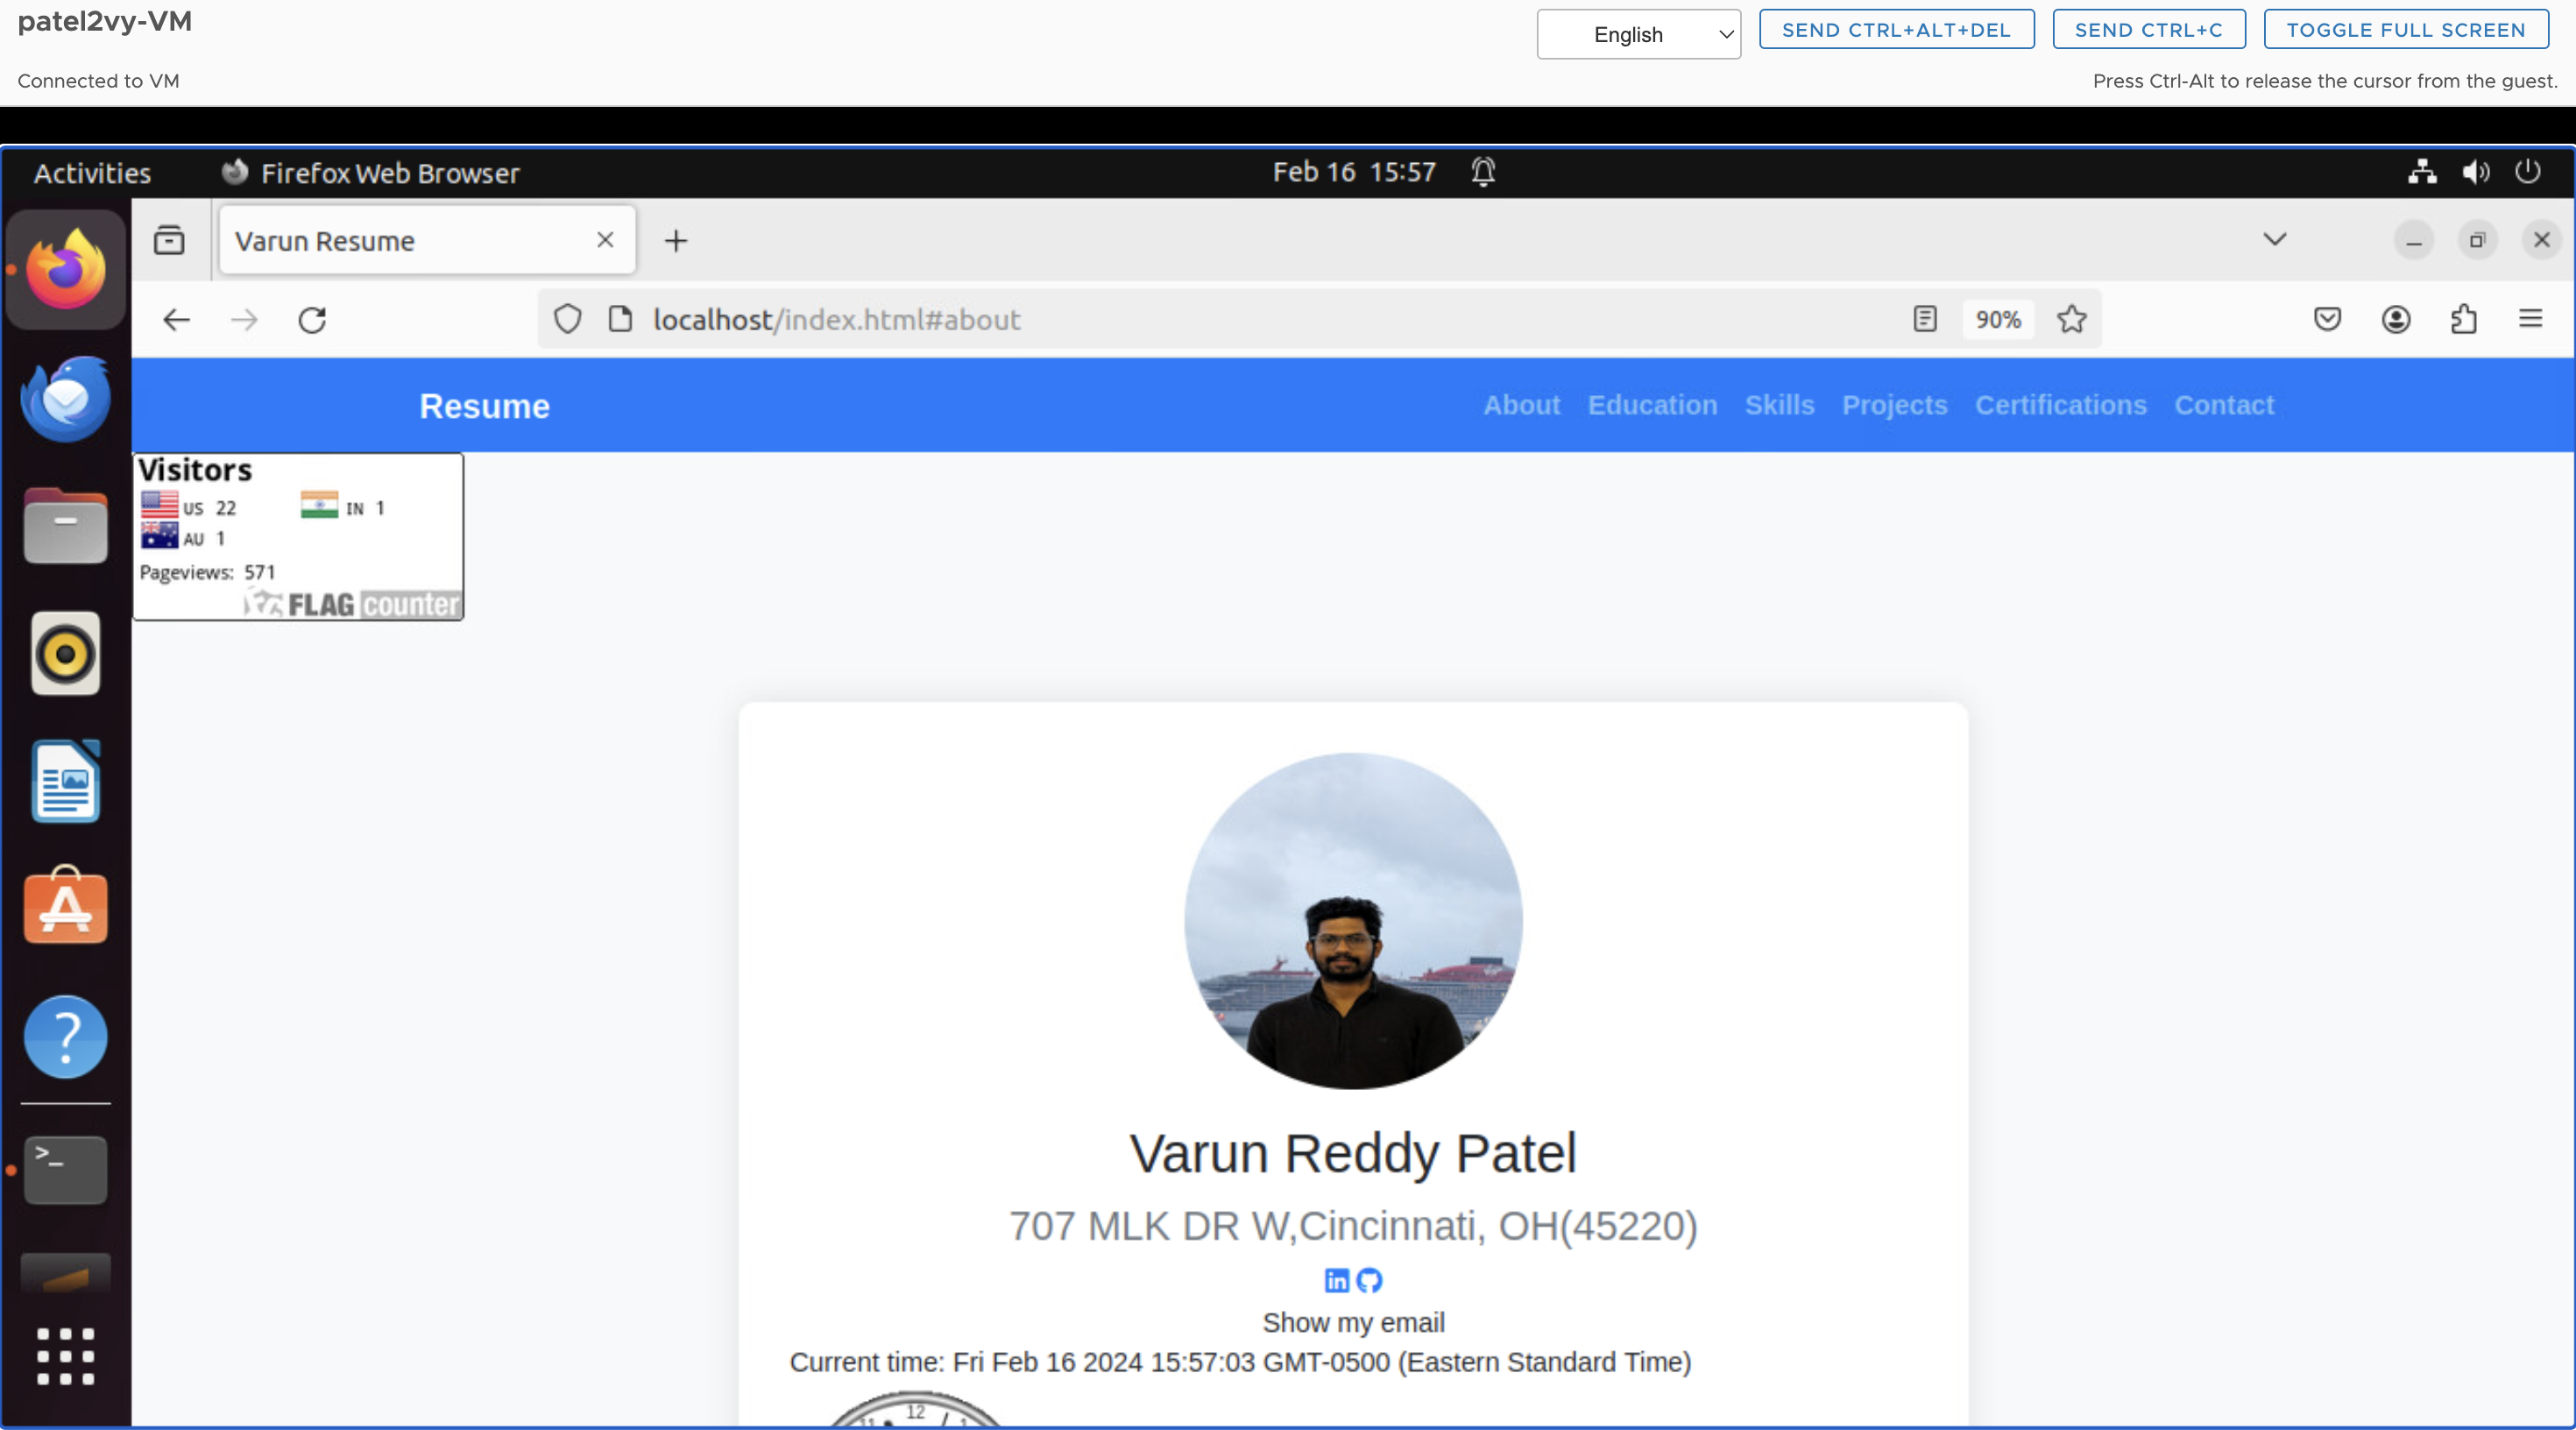 patel2vy-VM
English
SEND CTRL+ALT+DEL
SEND CTRL+C
TOGGLE FULL SCREEN
Connected to VM
Press Ctrl-Alt to release the cursor from the guest.
Activities
Firefox Web Browser
Feb 16 15:57
Varun Resume
localhost/index.html#about
90%
Resume
About Education Skills Projects Certifications Contact
Visitors
US 22
IN 1
AU 1
Pageviews: 571
FLAG counter
Varun Reddy Patel
707 MLK DR W,Cincinnati, OH(45220)
in
Show my email
Current time: Fri Feb 16 2024 15:57:03 GMT-0500 (Eastern Standard Time)
11 12 1